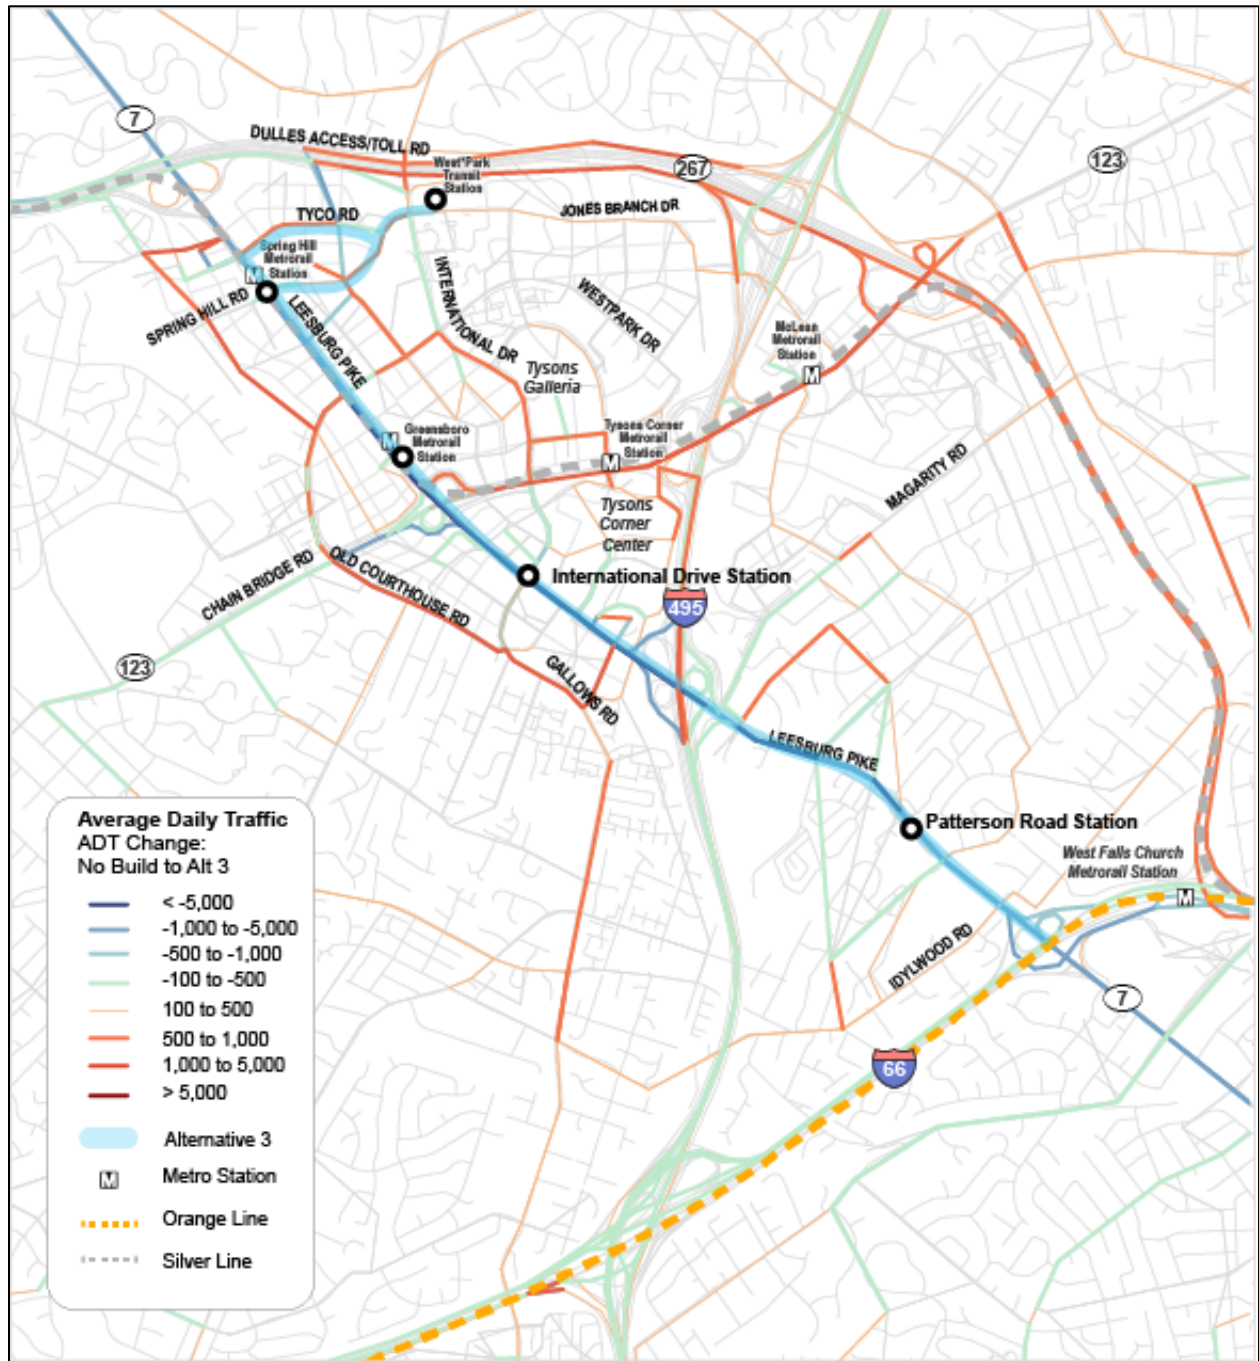 7
DULLES ACCESS/TOLL RD
West*Park
Transit
Station
267
123
TYCO RD
JONES BRANCH DR
Spring Hill
Metrorail
Station
M
SPRING HILL RD
LEESBURG PIKE
INTERNATIONAL DR
WESTPARK DR
McLean
Metrorail
Station
M
Tysons
Galleria
Greensboro
Metrorail
Station
M
Tysons Corner
Metrorail
Station
M
MAGARITY RD
Tysons
Corner
Center
CHAIN BRIDGE RD
OLD COURTHOUSE RD
International Drive Station
495
123
GALLOWS RD
LEESBURG PIKE
Patterson Road Station
West Falls Church
Metrorail Station
M
IDYLWOOD RD
7
66
Average Daily Traffic
ADT Change:
No Build to Alt 3
< -5,000
-1,000 to -5,000
-500 to -1,000
-100 to -500
100 to 500
500 to 1,000
1,000 to 5,000
> 5,000
Alternative 3
M
Metro Station
Orange Line
Silver Line